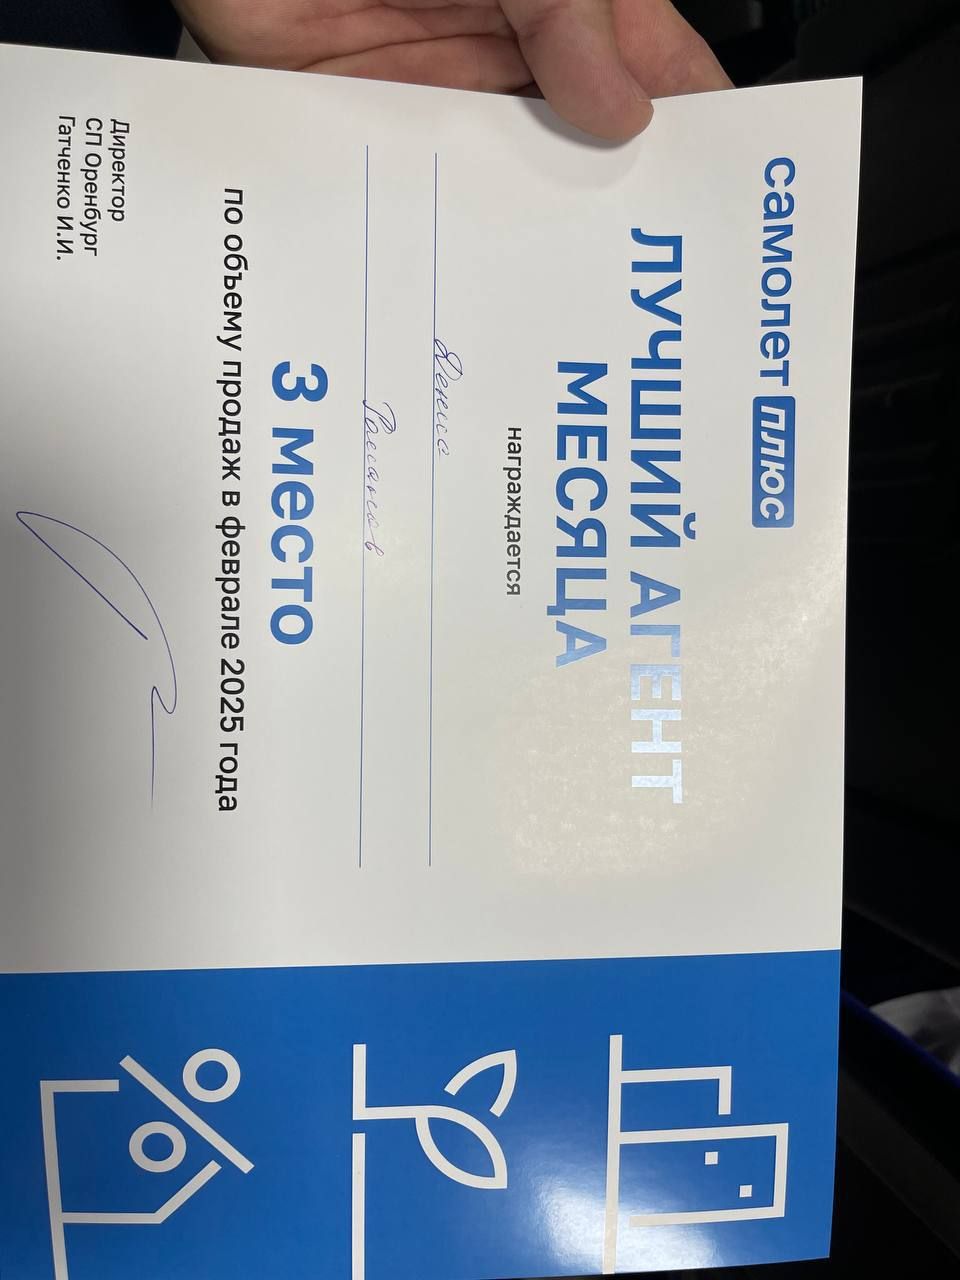 самолет плюс
ЛУЧШИЙ АГЕНТ
МЕСЯЦА
награждается
Денис
3 место
по объему продаж в феврале 2025 года
Директор
СП Оренбург
Гатченко И.И.